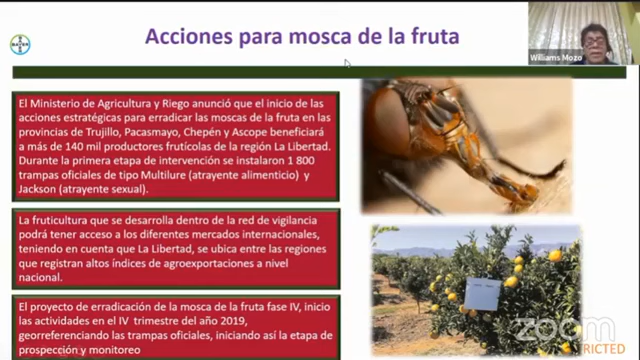 Acciones para mosca de la fruta
BAYER
Williams Mozo
El Ministerio de Agricultura y Riego anunció que el inicio de las
acciones estratégicas para erradicar las moscas de la fruta en las
provincias de Trujillo, Pacasmayo, Chepén y Ascope beneficiará
a más de 140 mil productores frutícolas de la región La Libertad.
Durante la primera etapa de intervención se instalaron 1 800
trampas oficiales de tipo Multilure (atrayente alimenticio) y
Jackson (atrayente sexual).
La fruticultura que se desarrolla dentro de la red de vigilancia
podrá tener acceso a los diferentes mercados internacionales,
teniendo en cuenta que La Libertad, se ubica entre las regiones
que registran altos índices de agroexportaciones a nivel
nacional.
El proyecto de erradicación de la mosca de la fruta fase IV, inicio
las actividades en el IV trimestre del año 2019,
georreferenciando las trampas oficiales, iniciando así la etapa de
prospección y monitoreo
zoom